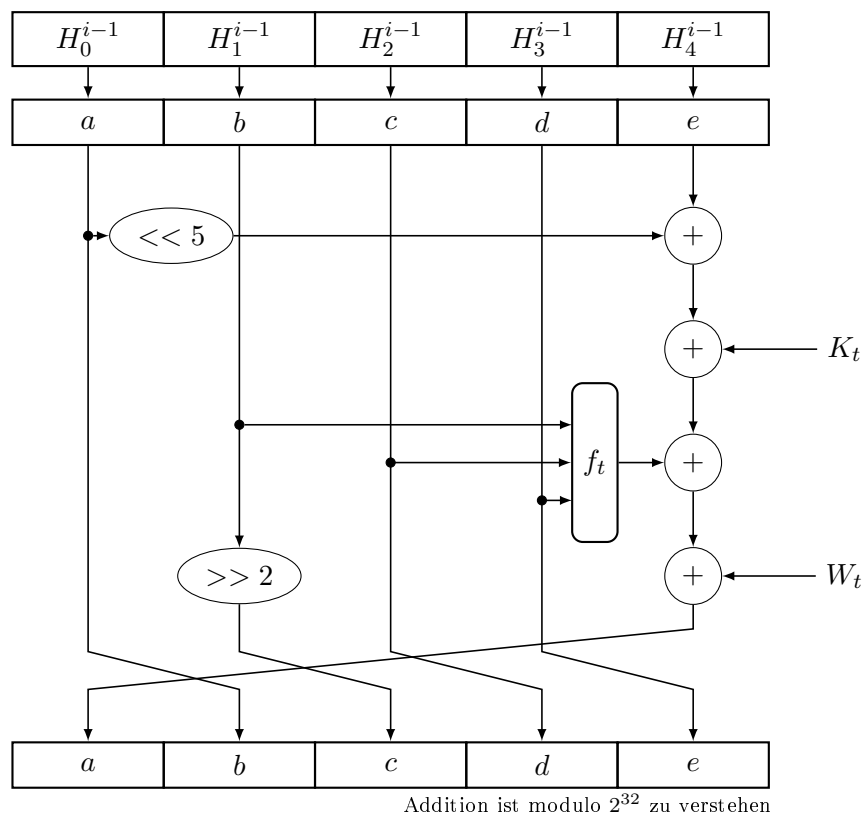 $H_0^{i-1}$ $H_1^{i-1}$ $H_2^{i-1}$ $H_3^{i-1}$ $H_4^{i-1}$
a b c d e
<< 5 +
+ $K_t$
$f_t$ +
>> 2 + $W_t$
a b c d e
Addition ist modulo $2^{32}$ zu verstehen